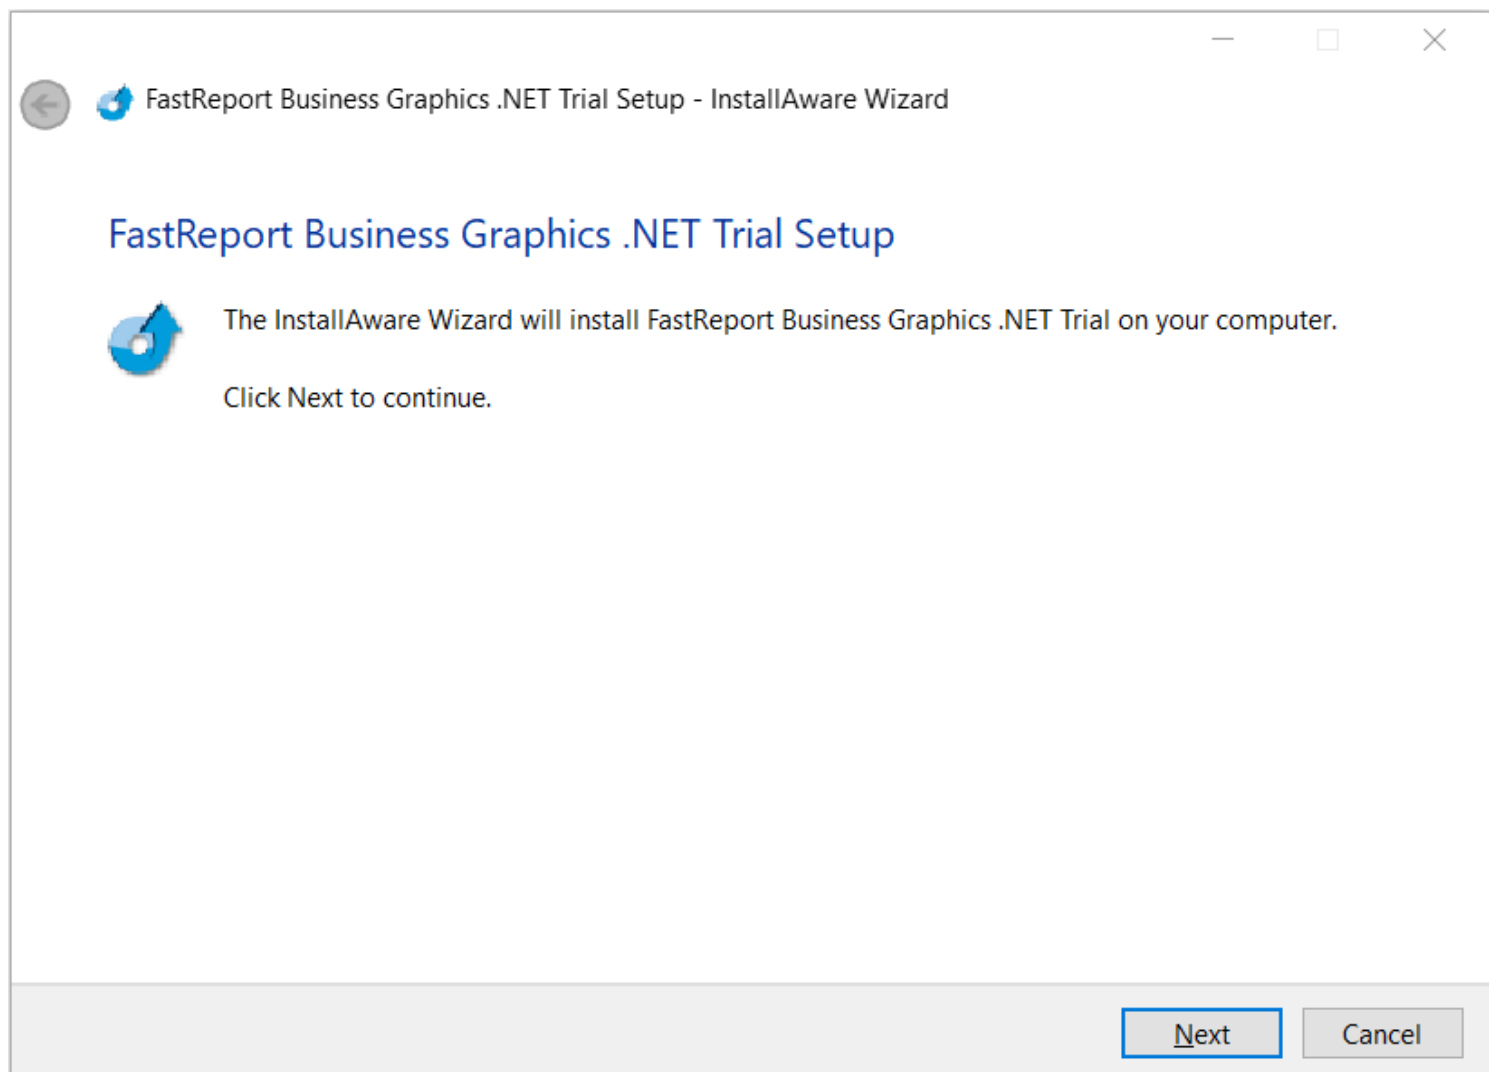 FastReport Business Graphics .NET Trial Setup - InstallAware Wizard
FastReport Business Graphics .NET Trial Setup
The InstallAware Wizard will install FastReport Business Graphics .NET Trial on your computer.
Click Next to continue.
Next
Cancel